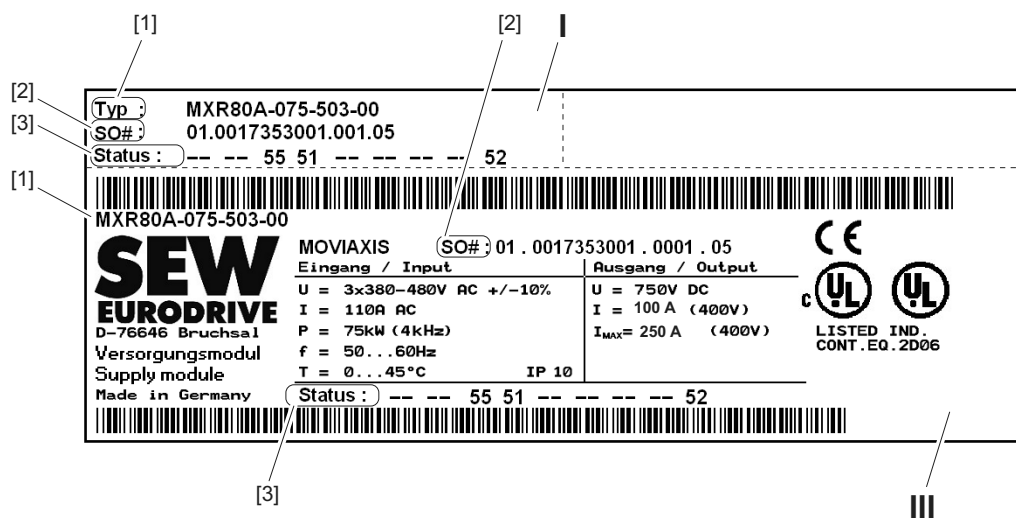 [1] [2] I
[2] Typ : MXR80A-075-503-00
SO# : 01.0017353001.001.05
[3] Status : -- -- 55 51 -- -- -- -- 52
[1] MXR80A-075-503-00
[2]
MOVIAXIS SO# : 01 . 0017353001 . 0001 . 05
SEW
EURODRIVE
D-76646 Bruchsal
Versorgungsmodul
Supply module
Made in Germany
Eingang / Input
U = 3x380-480V AC +/-10%
I = 110A AC
P = 75kW (4kHz)
f = 50...60Hz
T = 0...45°C IP 10
Ausgang / Output
U = 750V DC
I = 100 A (400V)
IMAX= 250 A (400V)
CE
C UL UL
LISTED IND.
CONT.EQ.2D06
Status : -- -- 55 51 -- -- -- -- 52
[3]
III